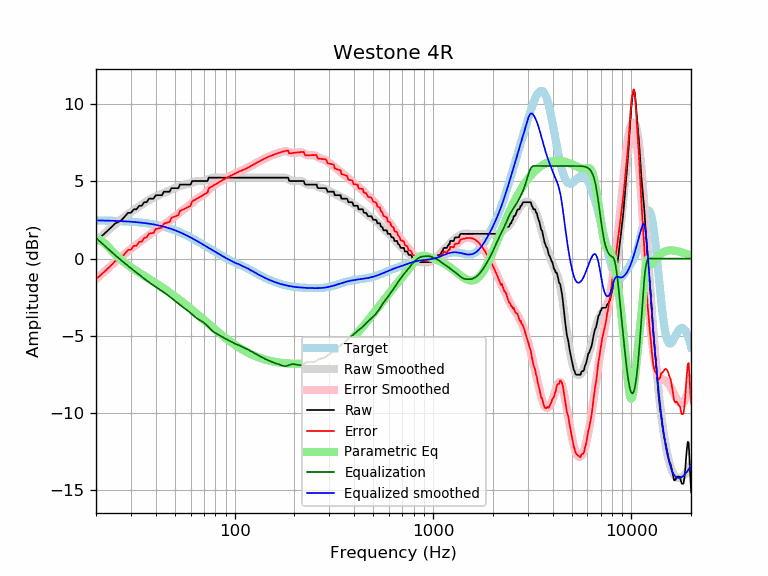 Westone 4R
Amplitude (dBr)
10
5
0
−5
−10
−15
Target
Raw Smoothed
Error Smoothed
Raw
Error
Parametric Eq
Equalization
Equalized smoothed
100
1000
10000
Frequency (Hz)